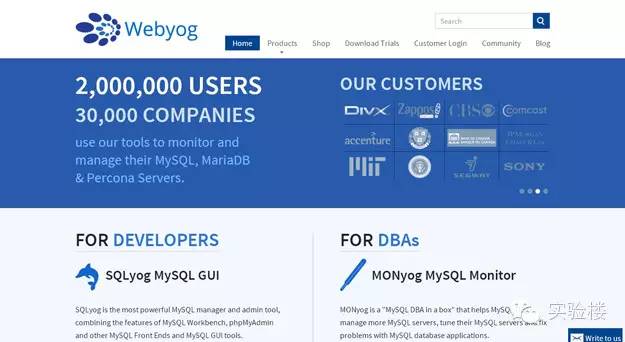 Webyog
Search
Home Products Shop Download Trials Customer Login Community Blog
2,000,000 USERS
30,000 COMPANIES
use our tools to monitor and
manage their MySQL, MariaDB
& Percona Servers.
OUR CUSTOMERS
DIVX Zappos CBS Comcast
accenture
MIT SEGWAY SONY
FOR DEVELOPERS
SQLyog MySQL GUI
SQLyog is the most powerful MySQL manager and admin tool,
combining the features of MySQL Workbench, phpMyAdmin
and other MySQL Front Ends and MySQL GUI tools.
FOR DBAs
MONyog MySQL Monitor
MONyog is a "MySQL DBA in a box" that helps MySQL
manage more MySQL servers, tune their MySQL servers and fix
problems with MySQL database applications.
实验楼
Write to us